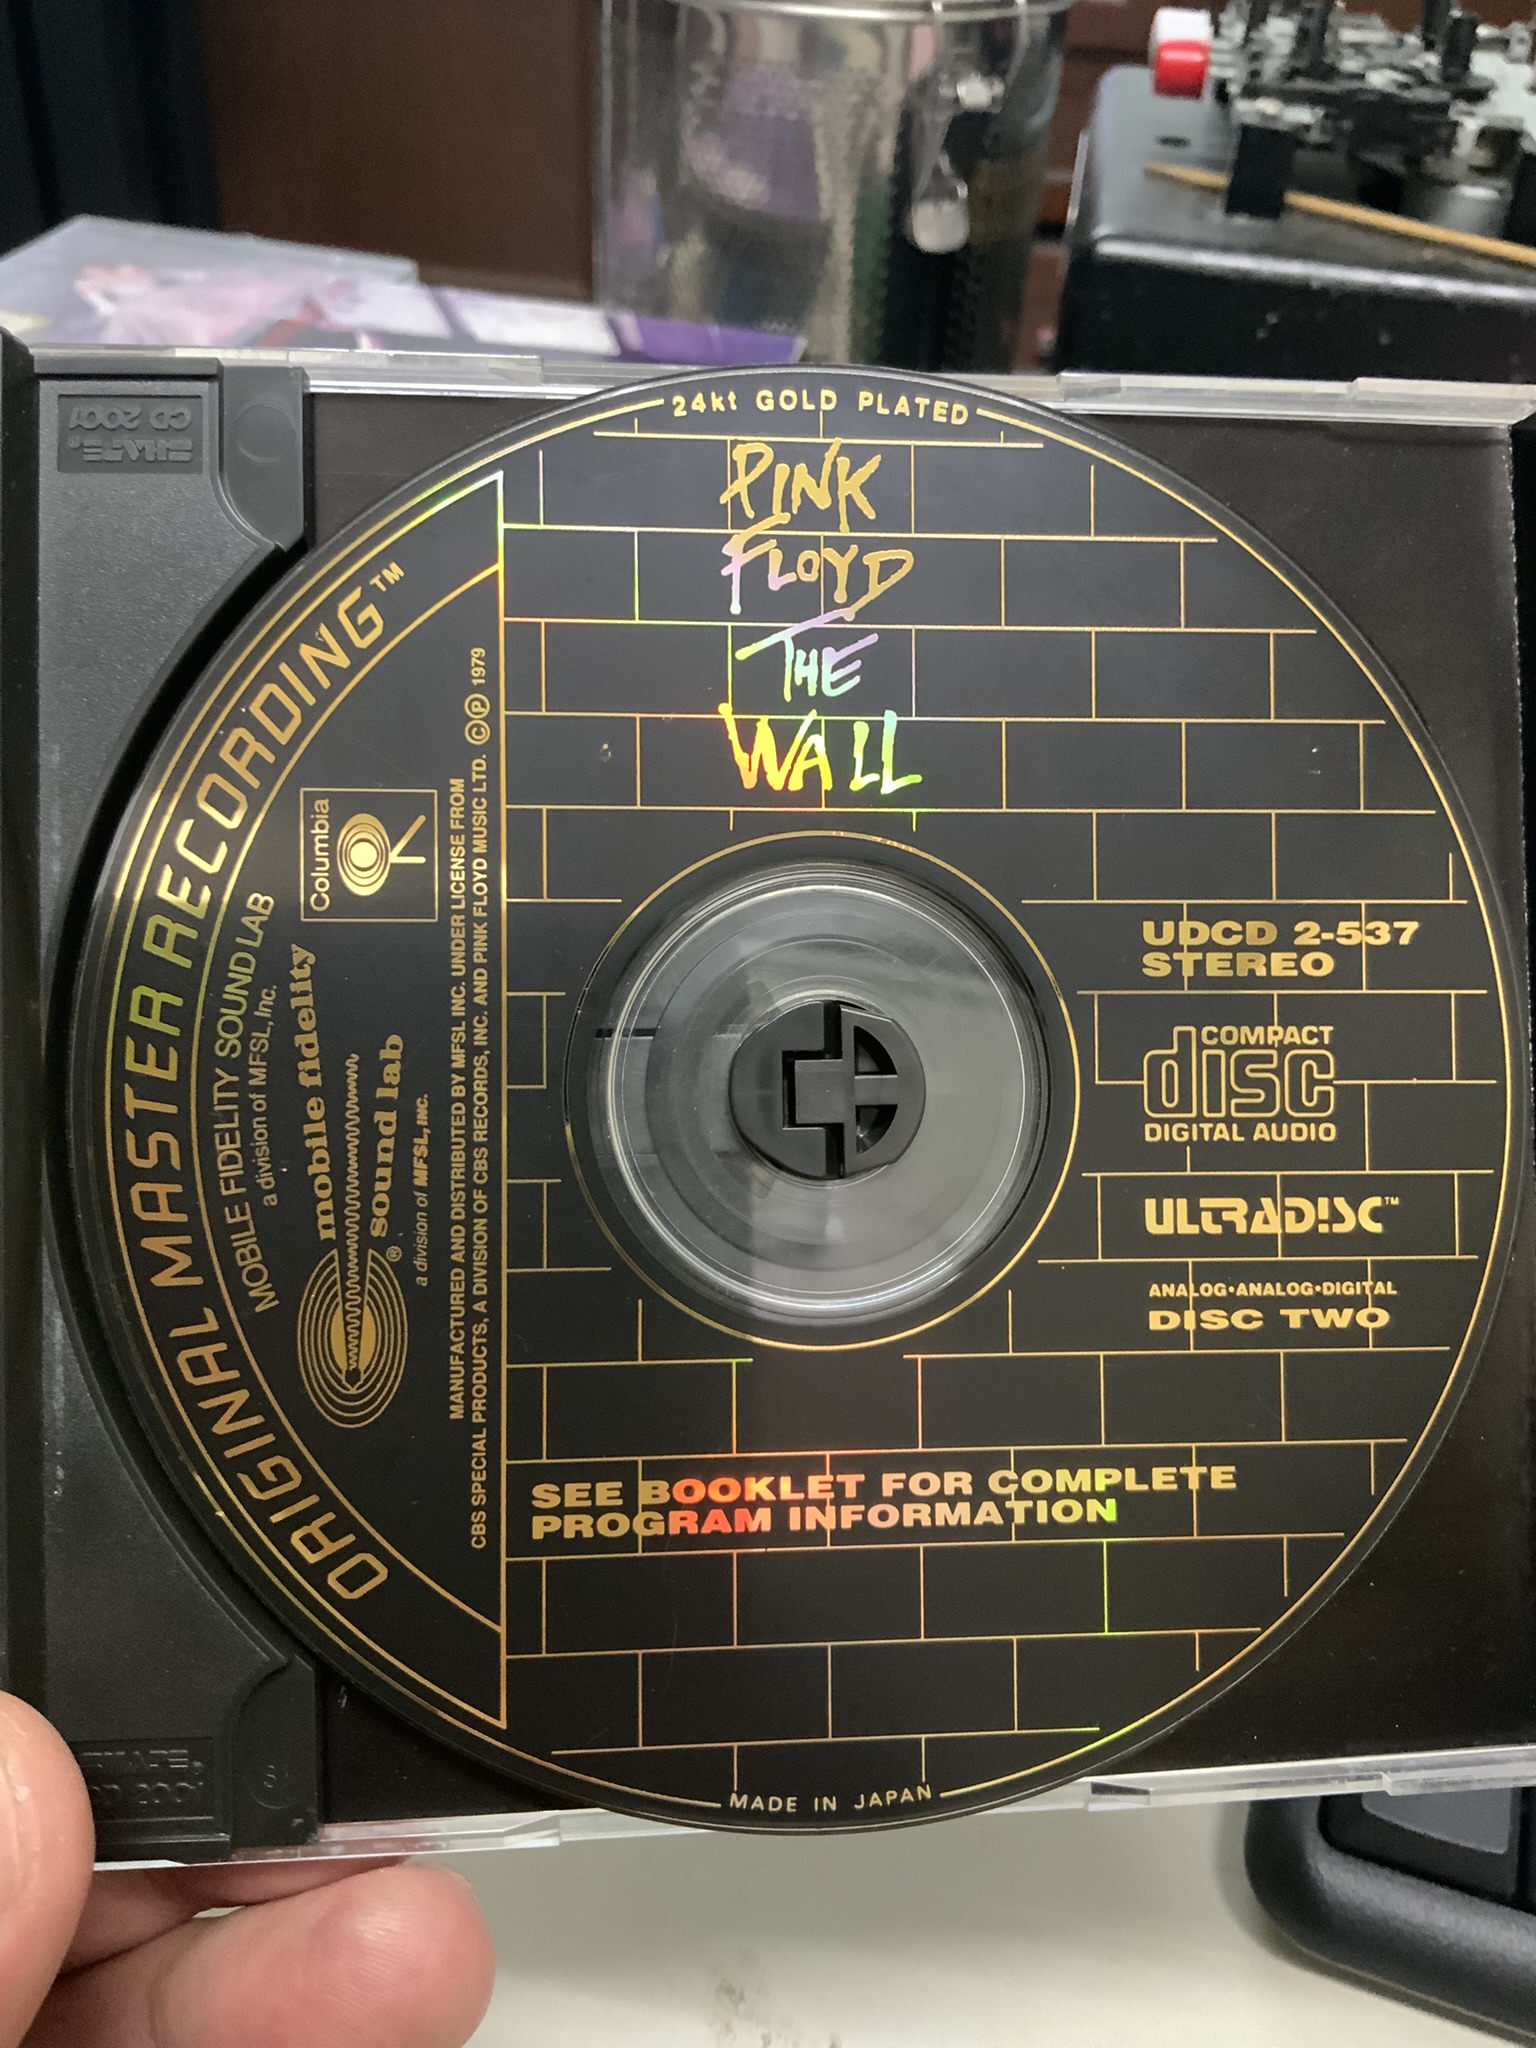 24kt GOLD PLATED
PINK
FLOYD
THE
WALL
ORIGINAL MASTER RECORDING™
MOBILE FIDELITY SOUND LAB
a division of MFSL, Inc.
Columbia
mobile fidelity
sound lab®
a division of MFSL, INC.
MANUFACTURED AND DISTRIBUTED BY MFSL INC. UNDER LICENSE FROM
CBS SPECIAL PRODUCTS, A DIVISION OF CBS RECORDS, INC. AND PINK FLOYD MUSIC LTD. ©℗ 1979
UDCD 2-537
STEREO
COMPACT
disc
DIGITAL AUDIO
ULTRADISC™
ANALOG•ANALOG•DIGITAL
DISC TWO
SEE BOOKLET FOR COMPLETE
PROGRAM INFORMATION
MADE IN JAPAN
CD 2001